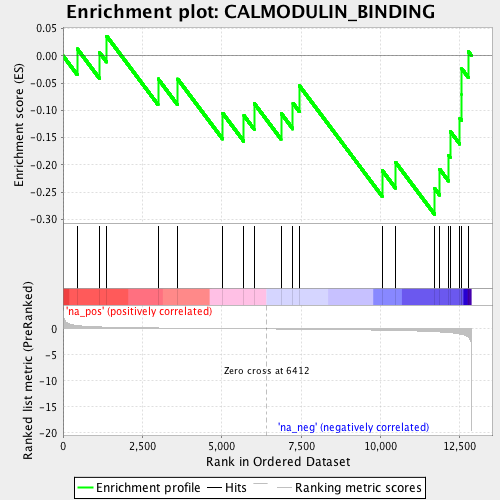 Enrichment plot: CALMODULIN_BINDING
Enrichment score (ES)
0.05
0.00
-0.05
-0.10
-0.15
-0.20
-0.25
-0.30
'na_pos' (positively correlated)
Ranked list metric (PreRanked)
0
-5
-10
-15
-20
Zero cross at 6412
'na_neg' (negatively correlated)
0
2,500
5,000
7,500
10,000
12,500
Rank in Ordered Dataset
Enrichment profile
Hits
Ranking metric scores